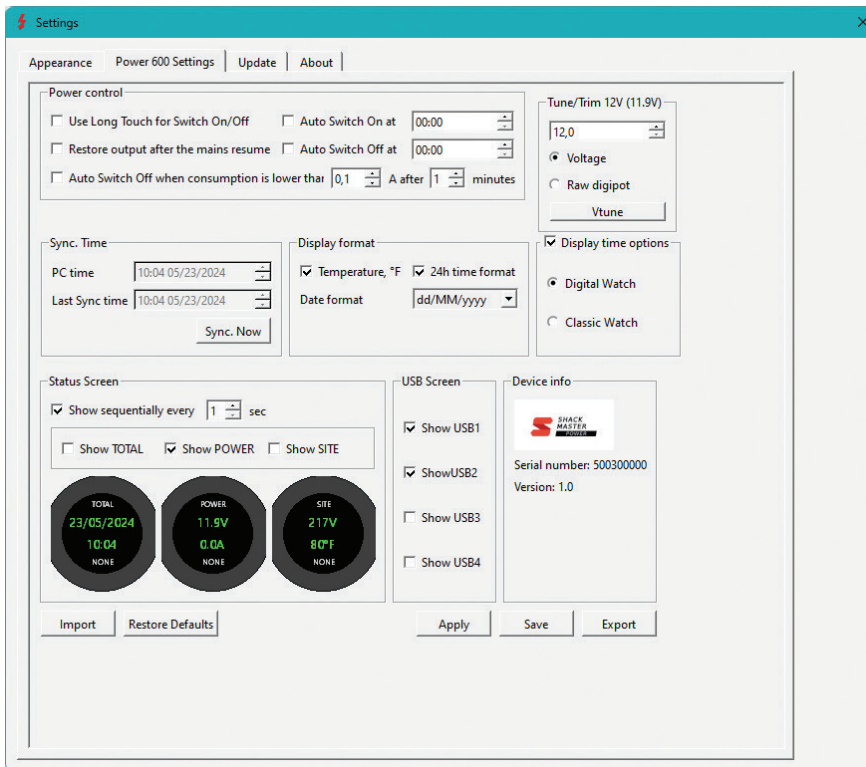 Settings
Appearance
Power 600 Settings
Update
About
Power control
Use Long Touch for Switch On/Off
Auto Switch On at
00:00
Restore output after the mains resume
Auto Switch Off at
00:00
Auto Switch Off when consumption is lower than
0,1
A after
1
minutes
Tune/Trim 12V (11.9V)
12,0
Voltage
Raw digipot
Vtune
Sync. Time
PC time
10:04 05/23/2024
Last Sync time
10:04 05/23/2024
Sync. Now
Display format
Temperature, °F
24h time format
Date format
dd/MM/yyyy
Display time options
Digital Watch
Classic Watch
Status Screen
Show sequentially every
1
sec
Show TOTAL
Show POWER
Show SITE
TOTAL
23/05/2024
10:04
NONE
POWER
11.9V
0.0A
NONE
SITE
217V
80°F
NONE
USB Screen
Show USB1
ShowUSB2
Show USB3
Show USB4
Device info
SHACK
MASTER
POWER
Serial number: 500300000
Version: 1.0
Import
Restore Defaults
Apply
Save
Export